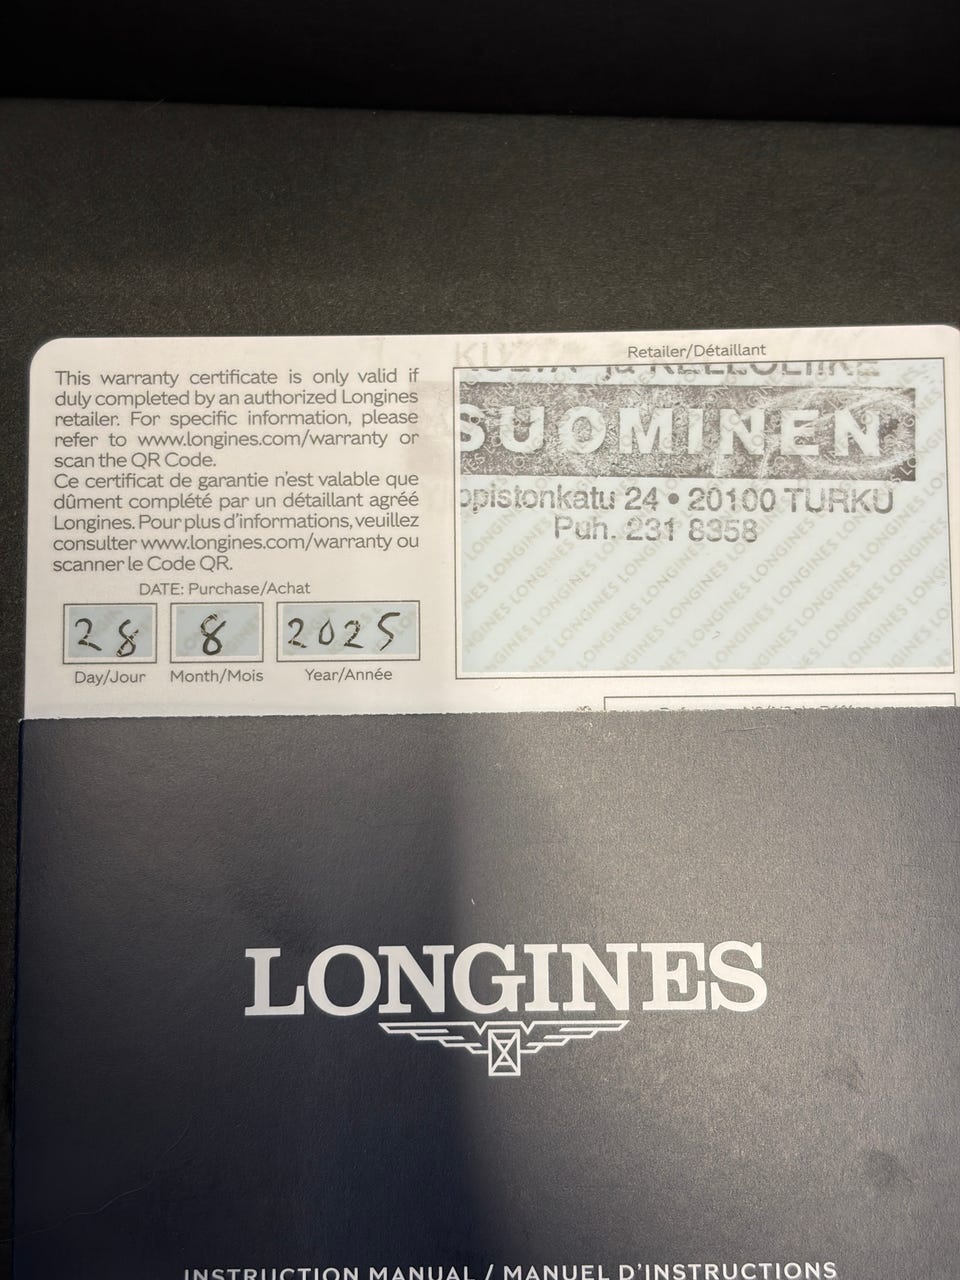 Retailer/Détaillant
This warranty certificate is only valid if
duly completed by an authorized Longines
retailer. For specific information, please
refer to www.longines.com/warranty or
scan the QR Code.
Ce certificat de garantie n'est valable que
dûment complété par un détaillant agréé
Longines. Pour plus d'informations, veuillez
consulter www.longines.com/warranty ou
scanner le Code QR.
DATE: Purchase/Achat
28 8 2025
Day/Jour Month/Mois Year/Année
ja KELLOLIIKE
SUOMINEN
opistonkatu 24 • 20100 TURKU
Puh. 231 8358
LONGINES
INSTRUCTION MANUAL / MANUEL D'INSTRUCTIONS